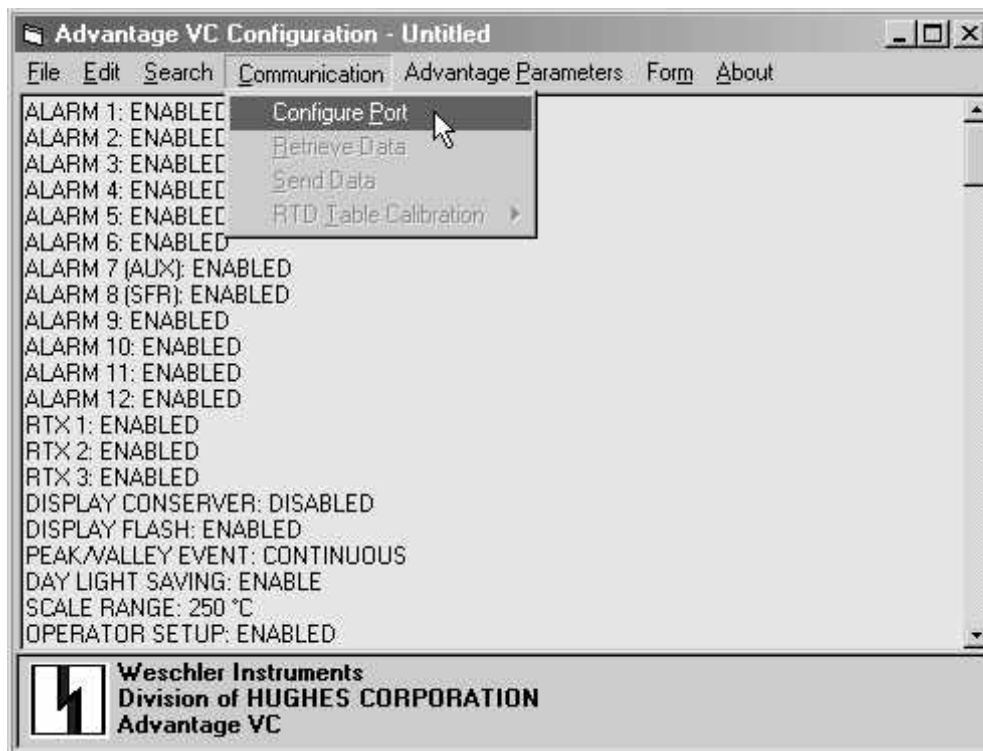 Advantage VC Configuration - Untitled
File Edit Search Communication Advantage Parameters Form About
Configure Port
Retrieve Data
Send Data
RTD Table Calibration
ALARM 1: ENABLED
ALARM 2: ENABLED
ALARM 3: ENABLED
ALARM 4: ENABLED
ALARM 5: ENABLED
ALARM 6: ENABLED
ALARM 7 (AUX): ENABLED
ALARM 8 (SFR): ENABLED
ALARM 9: ENABLED
ALARM 10: ENABLED
ALARM 11: ENABLED
ALARM 12: ENABLED
RTX 1: ENABLED
RTX 2: ENABLED
RTX 3: ENABLED
DISPLAY CONSERVER: DISABLED
DISPLAY FLASH: ENABLED
PEAK/VALLEY EVENT: CONTINUOUS
DAY LIGHT SAVING: ENABLE
SCALE RANGE: 250 °C
OPERATOR SETUP: ENABLED
Weschler Instruments
Division of HUGHES CORPORATION
Advantage VC